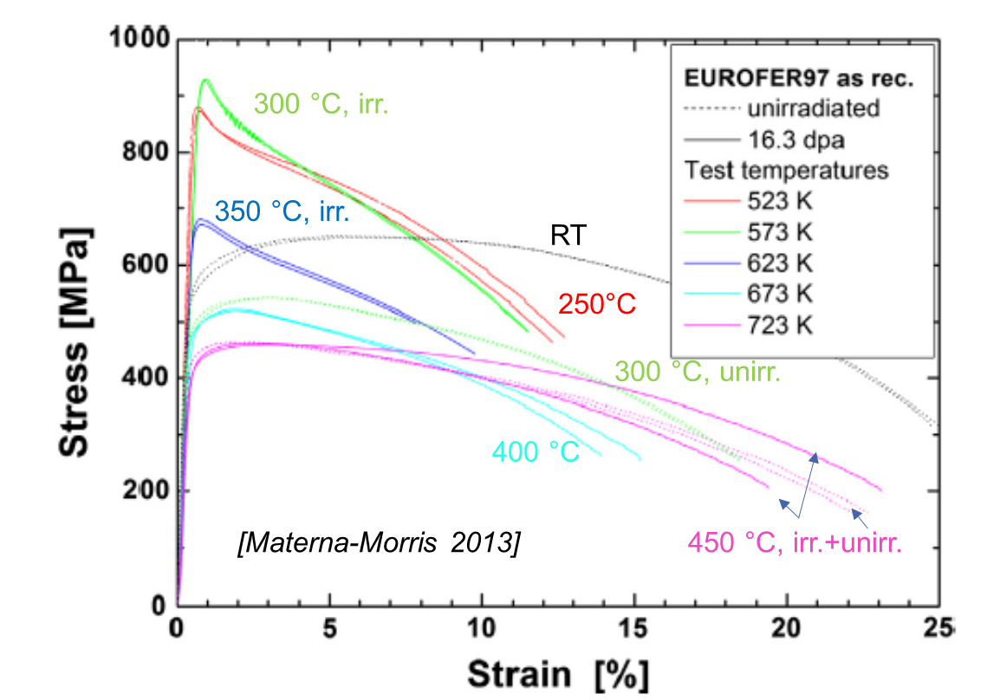 1000
800
600
400
200
0
Stress [MPa]
0 5 10 15 20 25
Strain [%]
EUROFER97 as rec.
unirradiated
16.3 dpa
Test temperatures
523 K
573 K
623 K
673 K
723 K
300 °C, irr.
350 °C, irr.
RT
250°C
300 °C, unirr.
400 °C
450 °C, irr.+unirr.
[Materna-Morris 2013]